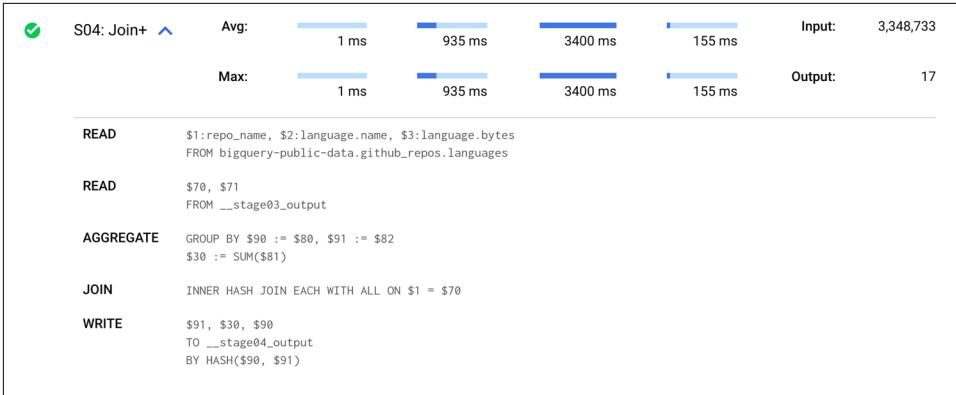 S04: Join+ Avg: 1 ms 935 ms 3400 ms 155 ms Input: 3,348,733
Max: 1 ms 935 ms 3400 ms 155 ms Output: 17
READ $1:repo_name, $2:language.name, $3:language.bytes
FROM bigquery-public-data.github_repos.languages
READ $70, $71
FROM __stage03_output
AGGREGATE GROUP BY $90 := $80, $91 := $82
$30 := SUM($81)
JOIN INNER HASH JOIN EACH WITH ALL ON $1 = $70
WRITE $91, $30, $90
TO __stage04_output
BY HASH($90, $91)